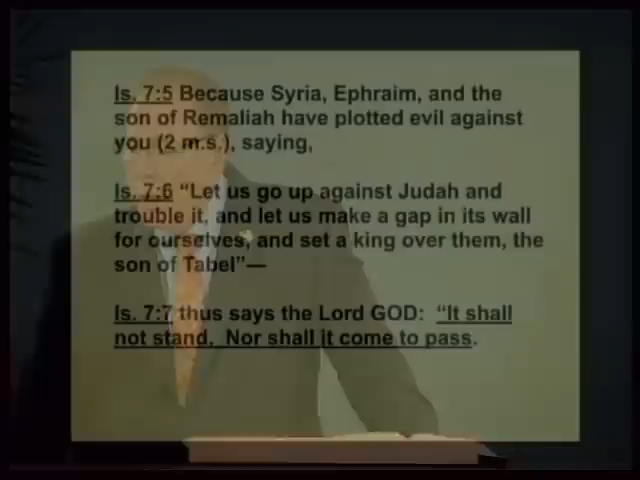 Is. 7:5 Because Syria, Ephraim, and the
son of Remaliah have plotted evil against
you (2 m.s.), saying,
Is. 7:6 “Let us go up against Judah and
trouble it, and let us make a gap in its wall
for ourselves, and set a king over them, the
son of Tabel”—
Is. 7:7 thus says the Lord GOD:  “It shall
not stand,  Nor shall it come to pass.